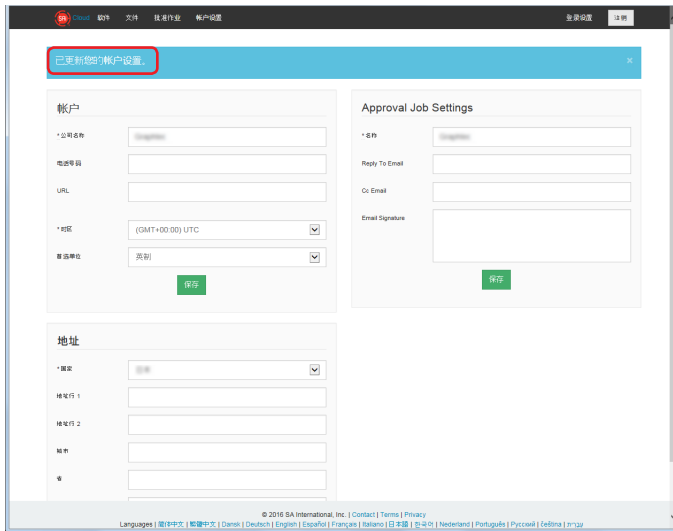 SAi Cloud 软件 文件 批准作业 帐户设置 登录设置 注销
已更新您的帐户设置。 ×
帐户
* 公司名称
电话号码
URL
* 时区 (GMT+00:00) UTC
首选单位 英制
保存
Approval Job Settings
* 名称
Reply To Email
Cc Email
Email Signature
保存
地址
* 国家
地址行 1
地址行 2
城市
省
© 2016 SA International, Inc. | Contact | Terms | Privacy
Languages | 简体中文 | 繁體中文 | Dansk | Deutsch | English | Español | Français | Italiano | 日本語 | 한국어 | Nederland | Português | Русский | čeština | עברית